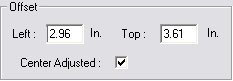 Offset
Left : 2.96 In. Top : 3.61 In.
Center Adjusted :